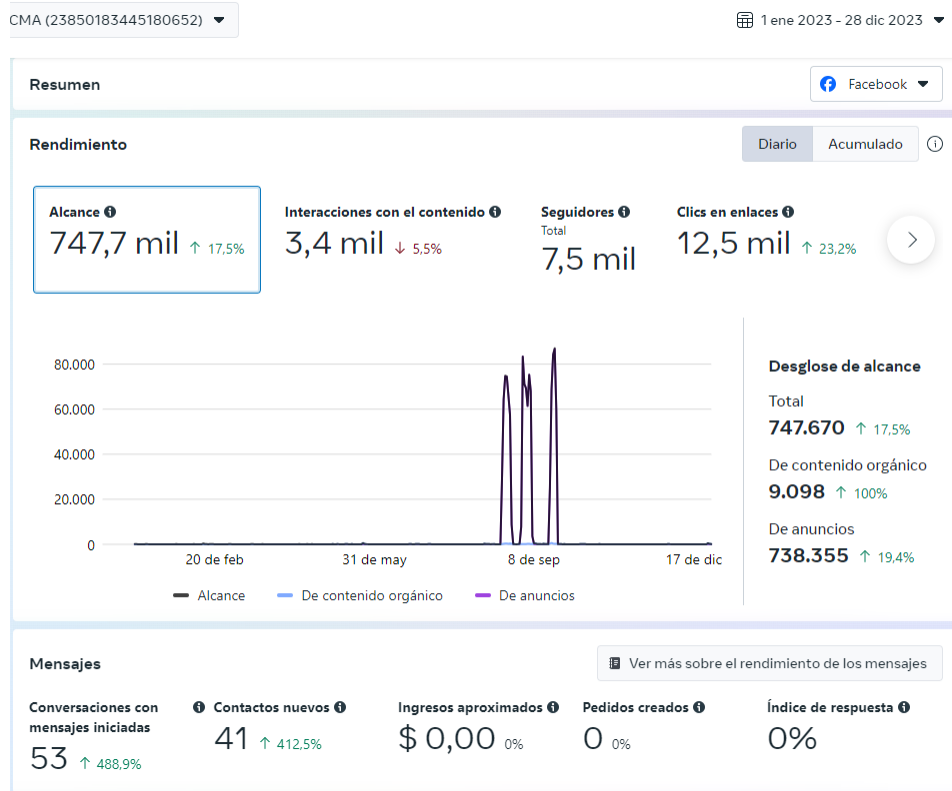 CMA (23850183445180652)
1 ene 2023 - 28 dic 2023
Resumen
Facebook
Rendimiento
Diario
Acumulado
Alcance
747,7 mil ↑ 17,5%
Interacciones con el contenido
3,4 mil ↓ 5,5%
Seguidores
Total
7,5 mil
Clics en enlaces
12,5 mil ↑ 23,2%
80.000
60.000
40.000
20.000
0
20 de feb
31 de may
8 de sep
17 de dic
Alcance
De contenido orgánico
De anuncios
Desglose de alcance
Total
747.670 ↑ 17,5%
De contenido orgánico
9.098 ↑ 100%
De anuncios
738.355 ↑ 19,4%
Mensajes
Ver más sobre el rendimiento de los mensajes
Conversaciones con
mensajes iniciadas
53 ↑ 488,9%
Contactos nuevos
41 ↑ 412,5%
Ingresos aproximados
$ 0,00 0%
Pedidos creados
0 0%
Índice de respuesta
0%